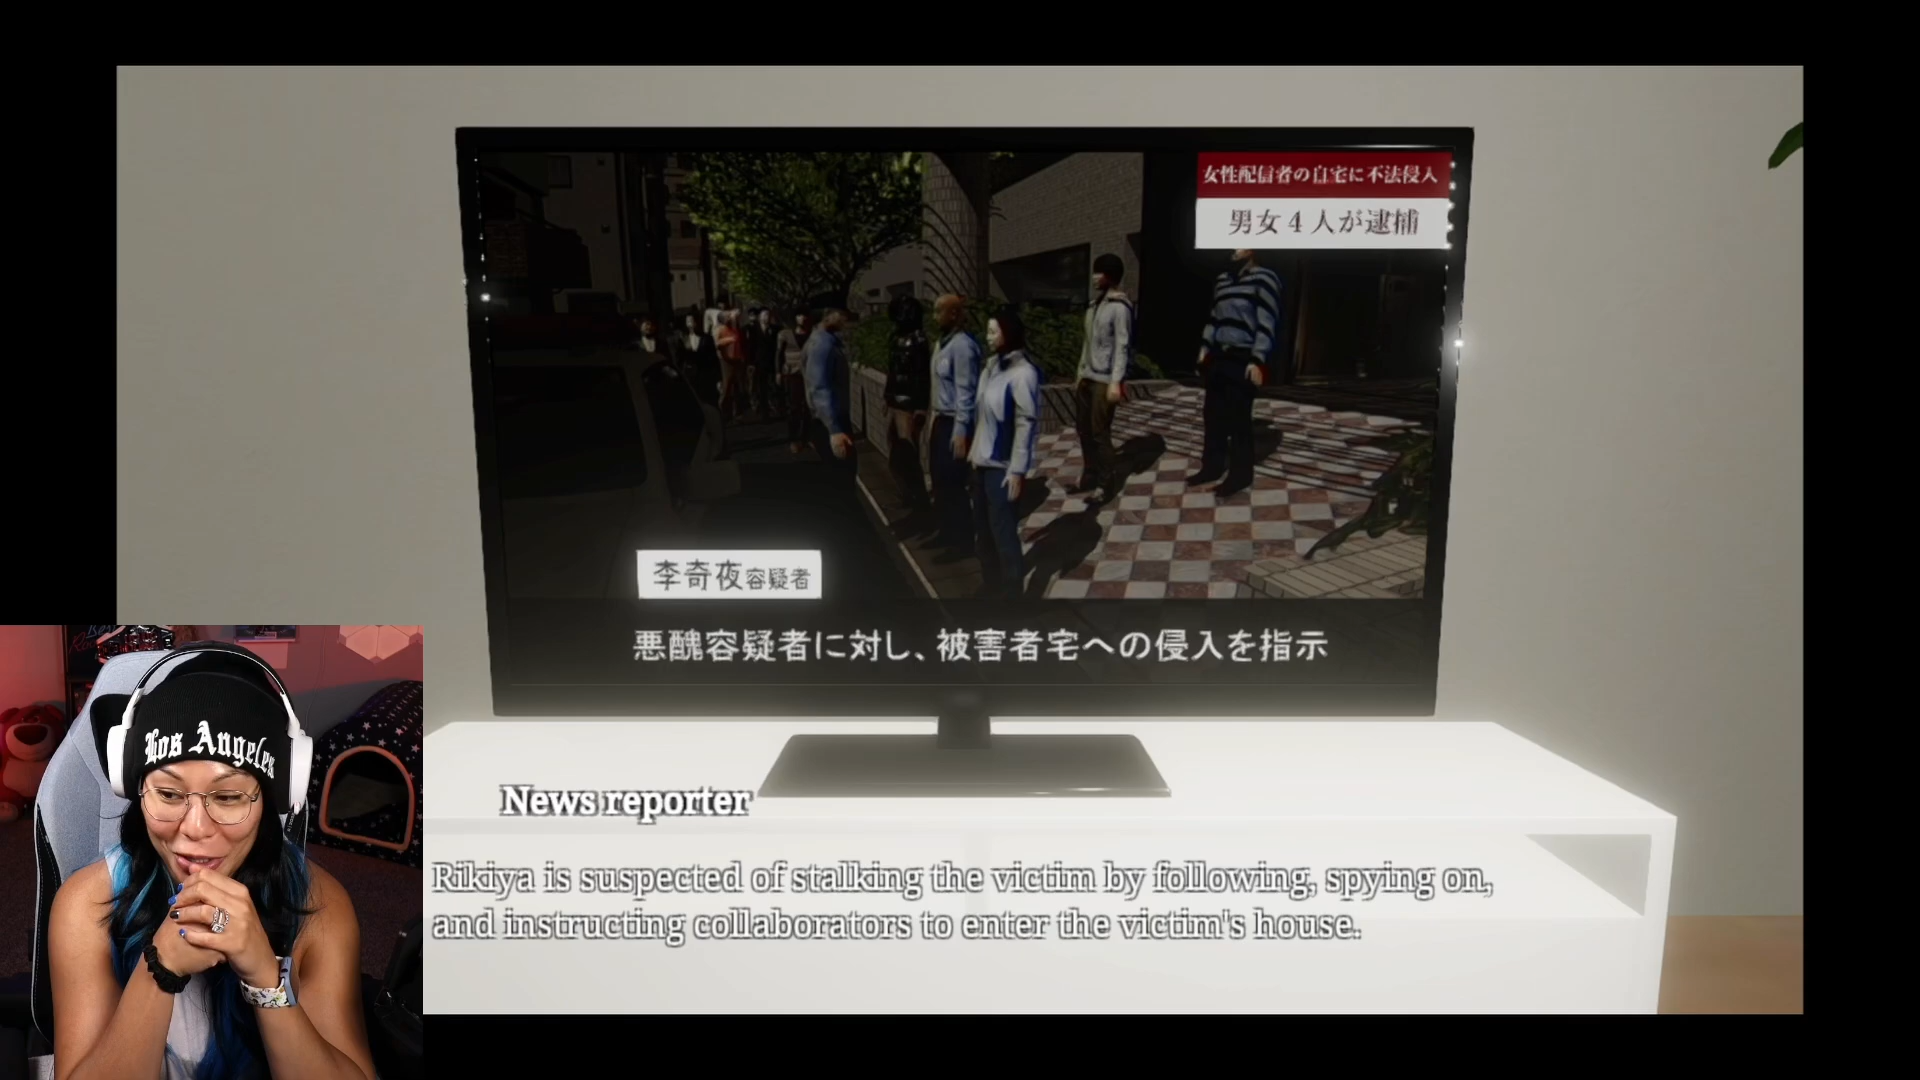 女性配信者の自宅に不法侵入
男女4人が逮捕
李奇夜容疑者
悪醜容疑者に対し、被害者宅への侵入を指示
News reporter
Rikiya is suspected of stalking the victim by following, spying on,
and instructing collaborators to enter the victim's house.
Los Angeles